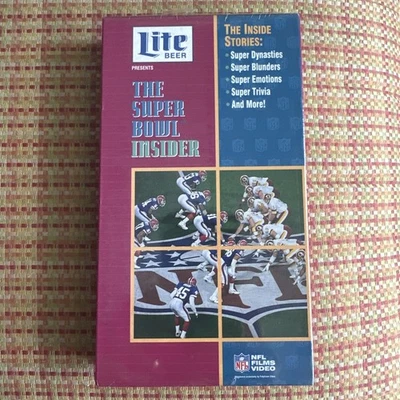 Lite
BEER
PRESENTS
THE
SUPER
BOWL
INSIDER
THE INSIDE
STORIES:
• Super Dynasties
• Super Blunders
• Super Emotions
• Super Trivia
• And More!
NFL
NFL
FILMS
VIDEO